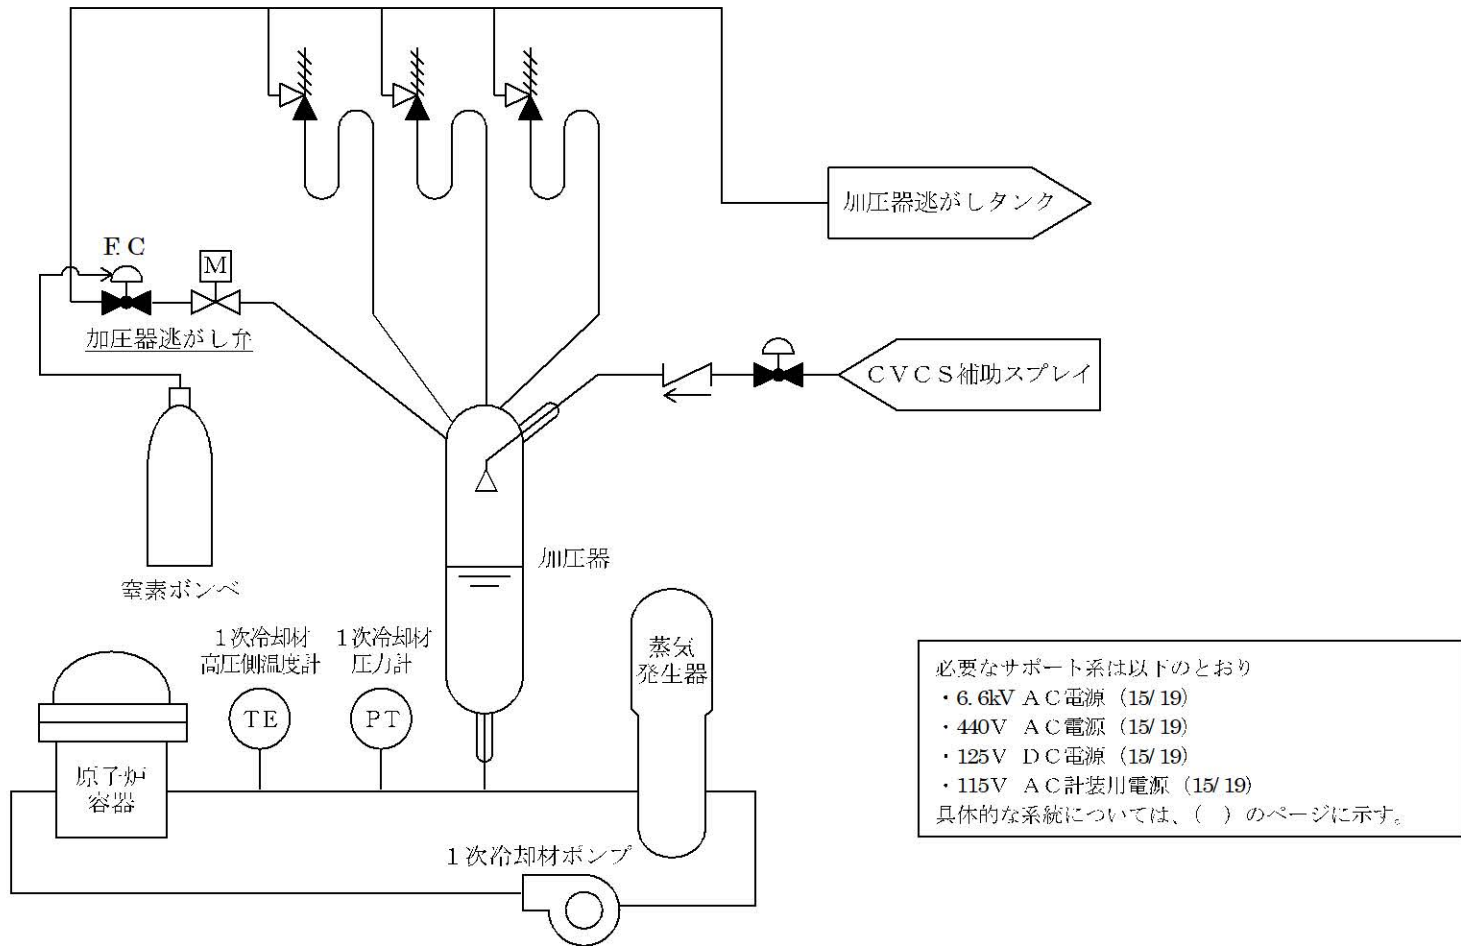 加圧器逃がしタンク
F.C
M
加圧器逃がし弁
CVCS補助スプレイ
加圧器
窒素ボンベ
1次冷却材
高圧側温度計
1次冷却材
圧力計
蒸気
発生器
TE
PT
原子炉
容器
1次冷却材ポンプ
必要なサポート系は以下のとおり
・6.6kV AC電源 (15/19)
・440V AC電源 (15/19)
・125V DC電源 (15/19)
・115V AC計装用電源 (15/19)
具体的な系統については、( )のページに示す。